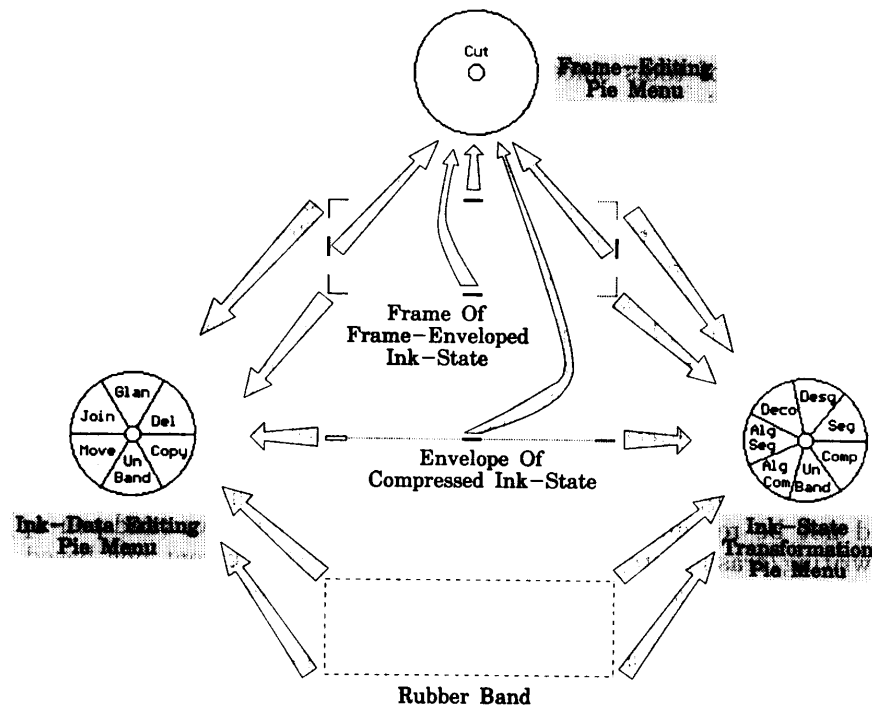 Cut
Frame-Editing
Pie Menu
Frame Of
Frame-Enveloped
Ink-State
Glan
Join
Del
Move
Copy
Un
Band
Ink-Data Editing
Pie Menu
Envelope Of
Compressed Ink-State
Desg
Deco
Seg
Alg
Seg
Comp
Alg
Com
Un
Band
Ink-State
Transformation
Pie Menu
Rubber Band